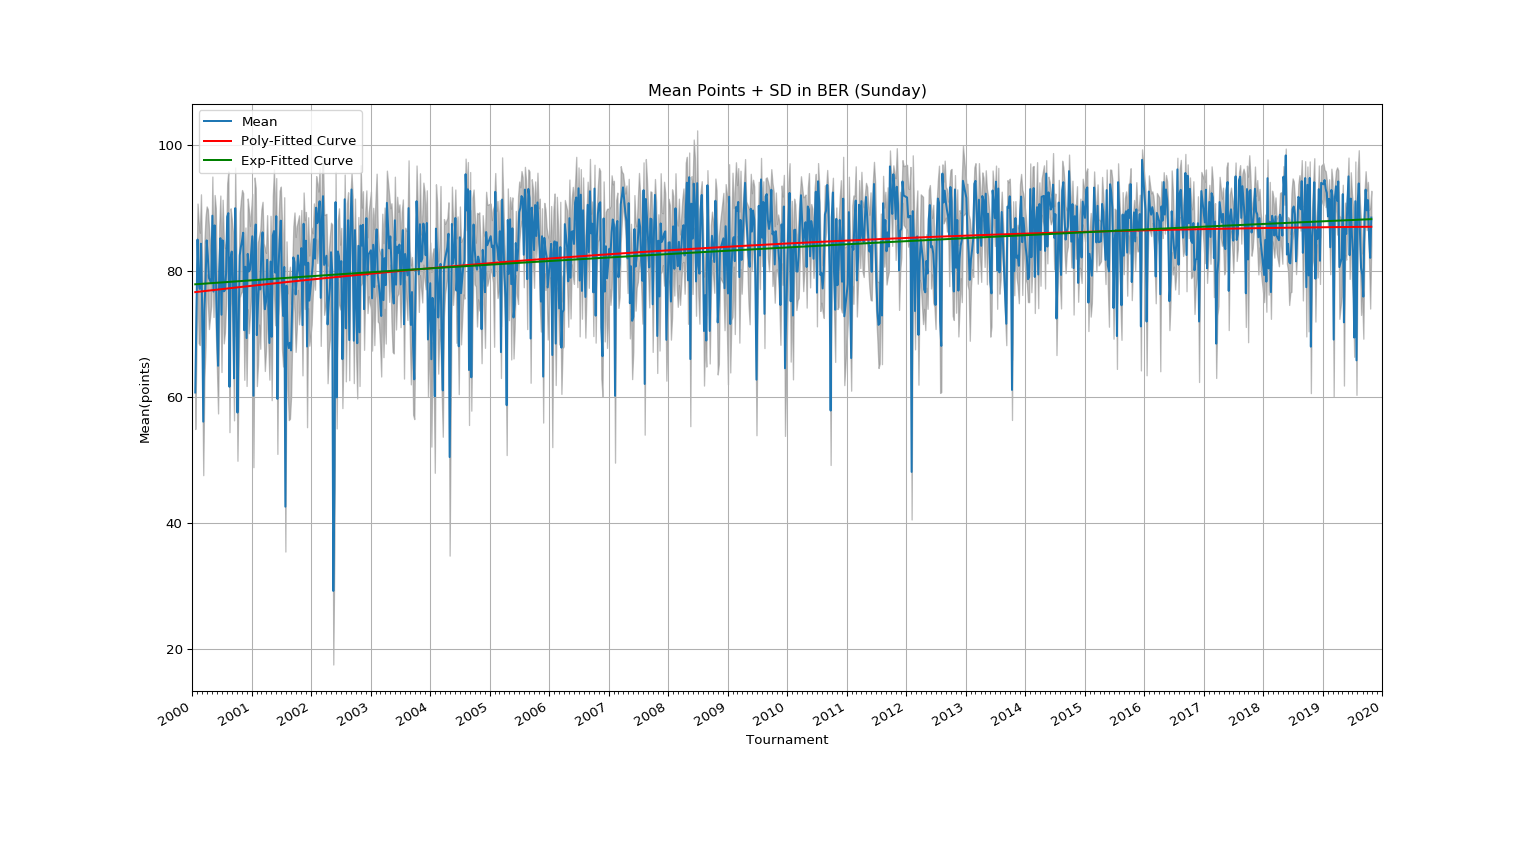 Mean Points + SD in BER (Sunday)
Mean
Poly-Fitted Curve
Exp-Fitted Curve
100
80
60
40
20
Mean(points)
2000 2001 2002 2003 2004 2005 2006 2007 2008 2009 2010 2011 2012 2013 2014 2015 2016 2017 2018 2019 2020
Tournament